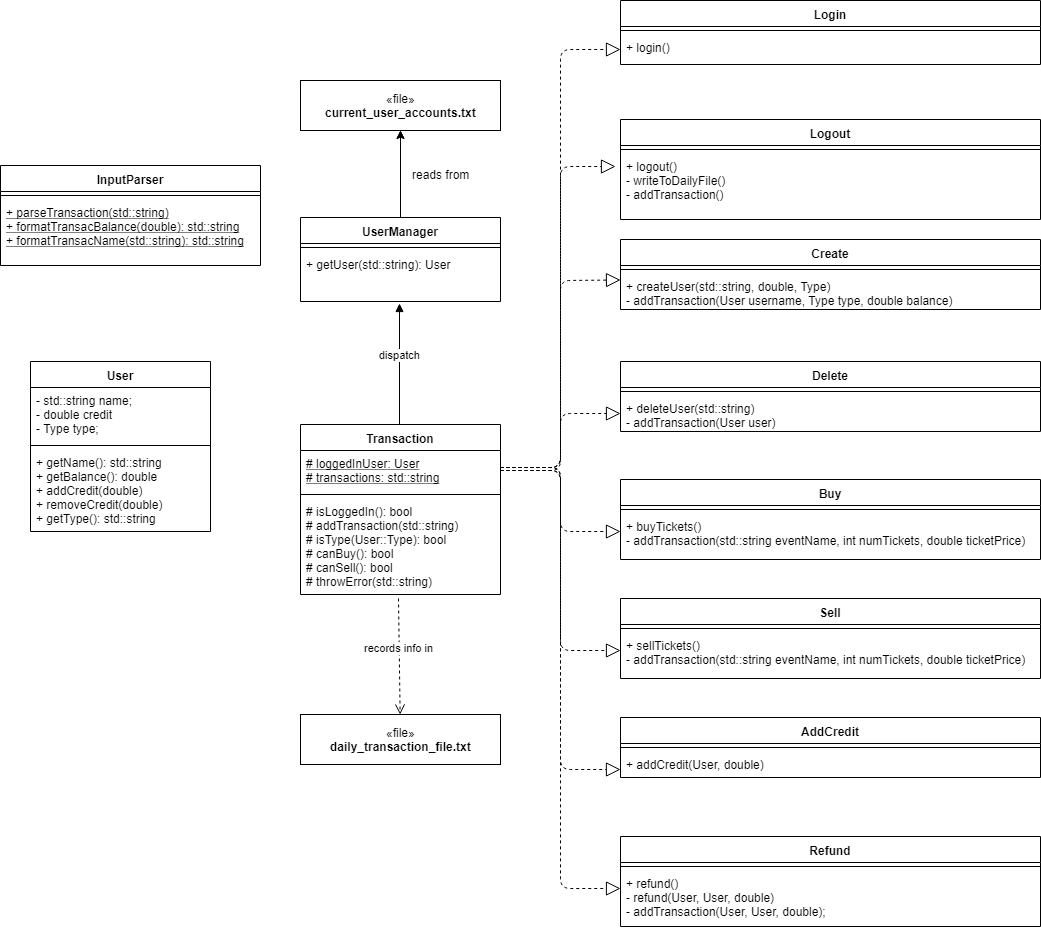 Login
+ login()
«file»
current_user_accounts.txt
reads from
Logout
+ logout()
- writeToDailyFile()
- addTransaction()
InputParser
+ parseTransaction(std::string)
+ formatTransacBalance(double): std::string
+ formatTransacName(std::string): std::string
UserManager
+ getUser(std::string): User
Create
+ createUser(std::string, double, Type)
- addTransaction(User username, Type type, double balance)
dispatch
User
- std::string name;
- double credit
- Type type;
+ getName(): std::string
+ getBalance(): double
+ addCredit(double)
+ removeCredit(double)
+ getType(): std::string
Delete
+ deleteUser(std::string)
- addTransaction(User user)
Transaction
# loggedInUser: User
# transactions: std::string
# isLoggedIn(): bool
# addTransaction(std::string)
# isType(User::Type): bool
# canBuy(): bool
# canSell(): bool
# throwError(std::string)
Buy
+ buyTickets()
- addTransaction(std::string eventName, int numTickets, double ticketPrice)
Sell
+ sellTickets()
- addTransaction(std::string eventName, int numTickets, double ticketPrice)
records info in
«file»
daily_transaction_file.txt
AddCredit
+ addCredit(User, double)
Refund
+ refund()
- refund(User, User, double)
- addTransaction(User, User, double);